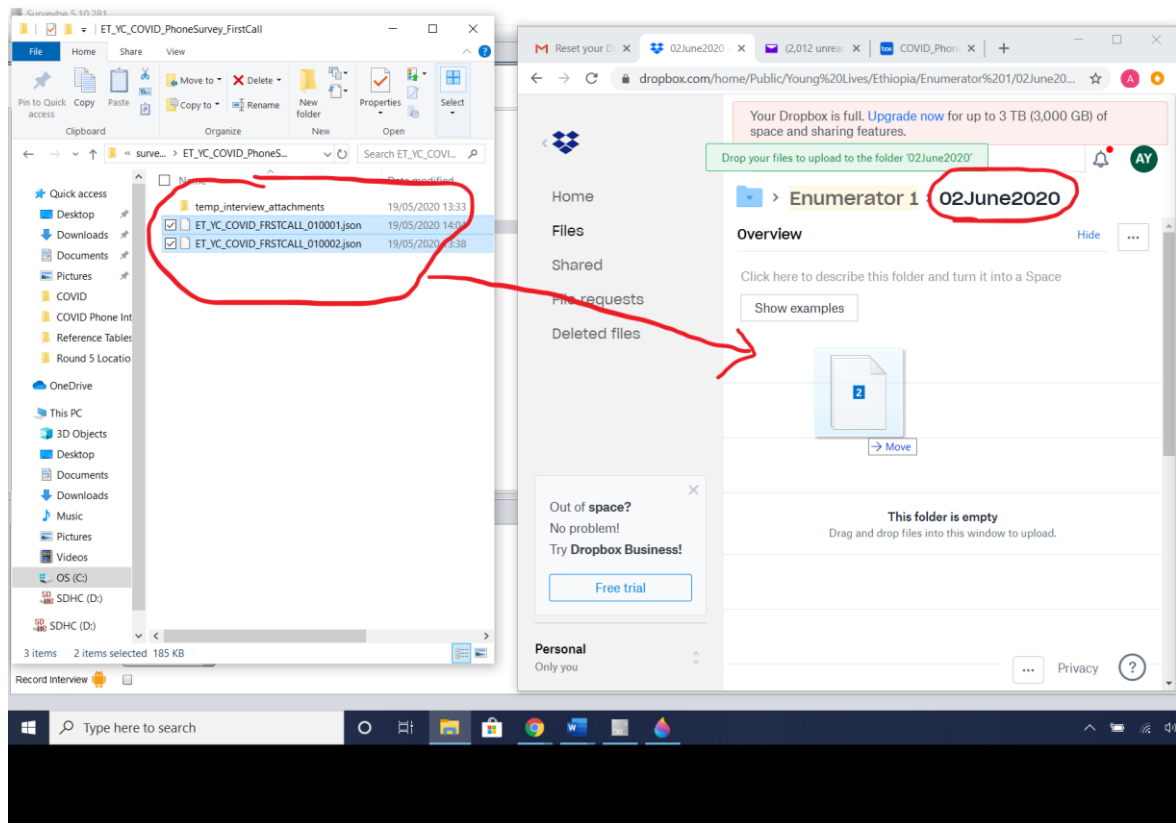 Surveybe 5.10.281
ET_YC_COVID_PhoneSurvey_FirstCall
File Home Share View
Pin to Quick access
Copy
Paste
Move to
Copy to
Delete
Rename
New folder
Properties
Select
Clipboard Organize New Open
« surve... > ET_YC_COVID_PhoneS...
Search ET_YC_COVI...
Name Date modified
Quick access
Desktop
Downloads
Documents
Pictures
COVID
COVID Phone Int
Reference Tables
Round 5 Locatio
OneDrive
This PC
3D Objects
Desktop
Documents
Downloads
Music
Pictures
Videos
OS (C:)
SDHC (D:)
SDHC (D:)
temp_interview_attachments 19/05/2020 13:33
ET_YC_COVID_FRSTCALL_010001.json 19/05/2020 14:04
ET_YC_COVID_FRSTCALL_010002.json 19/05/2020 13:38
3 items 2 items selected 185 KB
Record Interview
Reset your D
02June2020 -
(2,012 unrea
COVID_Phon
dropbox.com/home/Public/Young%20Lives/Ethiopia/Enumerator%201/02June20...
A
Your Dropbox is full. Upgrade now for up to 3 TB (3,000 GB) of
space and sharing features.
Drop your files to upload to the folder '02June2020'
AY
Home
Files
Shared
File requests
Deleted files
> Enumerator 1 › 02June2020
Overview
Hide
...
Click here to describe this folder and turn it into a Space
Show examples
2
→ Move
This folder is empty
Drag and drop files into this window to upload.
Out of space?
No problem!
Try Dropbox Business!
Free trial
Personal
Only you
...
Privacy
?
Type here to search